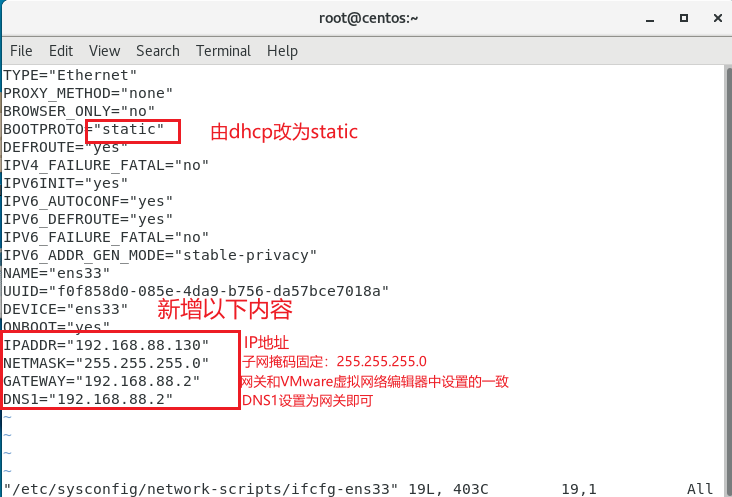 root@centos:~
File Edit View Search Terminal Help
TYPE="Ethernet"
PROXY_METHOD="none"
BROWSER_ONLY="no"
BOOTPROTO="static" 由dhcp改为static
DEFROUTE="yes"
IPV4_FAILURE_FATAL="no"
IPV6INIT="yes"
IPV6_AUTOCONF="yes"
IPV6_DEFROUTE="yes"
IPV6_FAILURE_FATAL="no"
IPV6_ADDR_GEN_MODE="stable-privacy"
NAME="ens33"
UUID="f0f858d0-085e-4da9-b756-da57bce7018a"
DEVICE="ens33" 新增以下内容
ONBOOT="yes"
IPADDR="192.168.88.130" IP地址
NETMASK="255.255.255.0" 子网掩码固定：255.255.255.0
GATEWAY="192.168.88.2" 网关和VMware虚拟网络编辑器中设置的一致
DNS1="192.168.88.2" DNS1设置为网关即可
~
~
~
~
"/etc/sysconfig/network-scripts/ifcfg-ens33" 19L, 403C 19,1 All